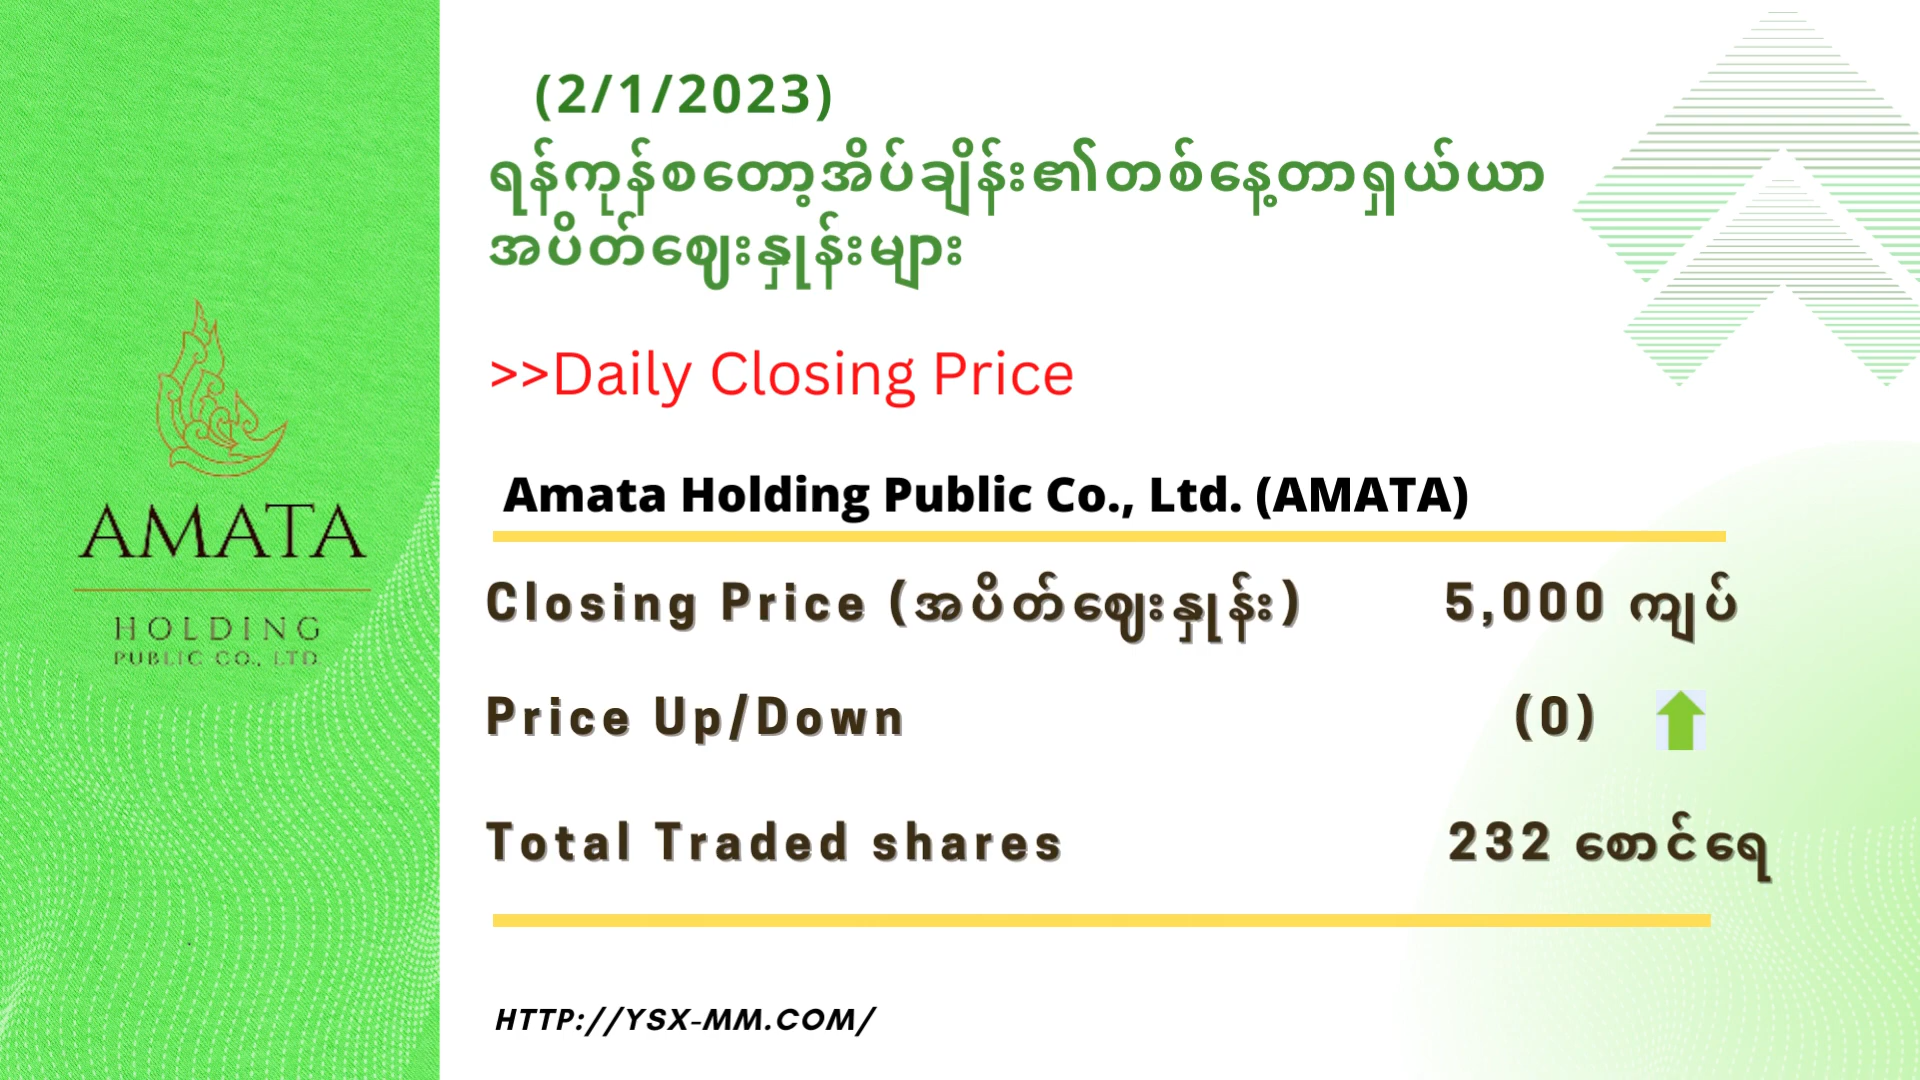 (2/1/2023)
ရန်ကုန်စတော့အိပ်ချိန်း၏တစ်နေ့တာရှယ်ယာ
အပိတ်ဈေးနှုန်းများ
>>Daily Closing Price
AMATA
HOLDING
PUBLIC CO., LTD.
Amata Holding Public Co., Ltd. (AMATA)
Closing Price (အပိတ်ဈေးနှုန်း) 5,000 ကျပ်
Price Up/Down (0)
Total Traded shares 232 စောင်ရေ
HTTP://YSX-MM.COM/